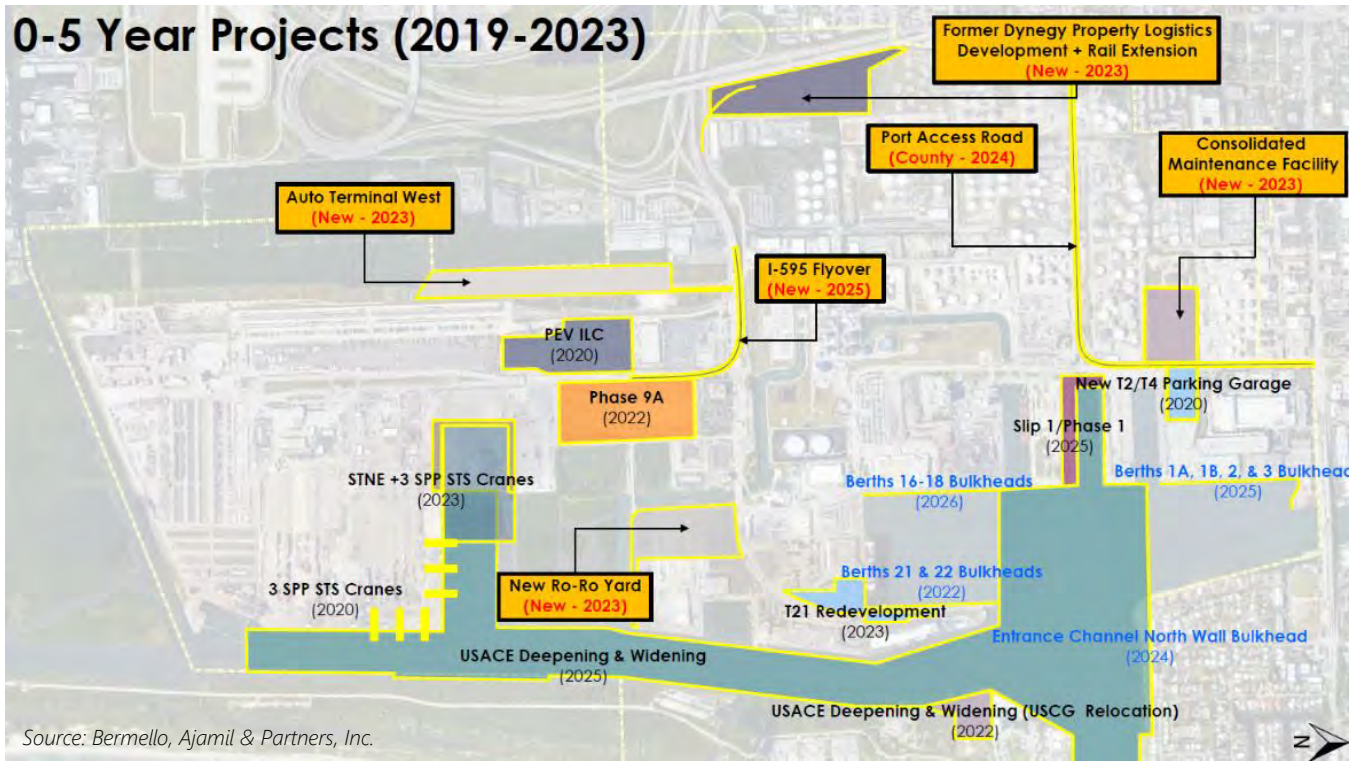 0-5 Year Projects (2019-2023)
Former Dynegy Property Logistics
Development + Rail Extension
(New - 2023)
Port Access Road
(County - 2024)
Consolidated
Maintenance Facility
(New - 2023)
Auto Terminal West
(New - 2023)
I-595 Flyover
(New - 2025)
PEV ILC
(2020)
Phase 9A
(2022)
New T2/T4 Parking Garage
(2020)
Slip 1/Phase 1
(2025)
STNE +3 SPP STS Cranes
(2023)
Berths 16-18 Bulkheads
(2026)
Berths 1A, 1B, 2, & 3 Bulkhead
(2025)
3 SPP STS Cranes
(2020)
New Ro-Ro Yard
(New - 2023)
Berths 21 & 22 Bulkheads
(2022)
T21 Redevelopment
(2023)
Entrance Channel North Wall Bulkhead
(2024)
USACE Deepening & Widening
(2025)
USACE Deepening & Widening (USCG Relocation)
(2022)
Source: Bermello, Ajamil & Partners, Inc.
N